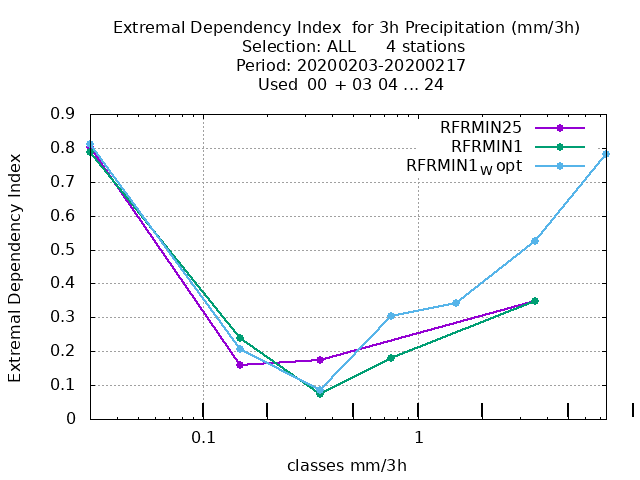 Extremal Dependency Index  for 3h Precipitation (mm/3h)
Selection: ALL      4 stations
Period: 20200203-20200217
Used  00  + 03 04 ... 24
RFRMIN25
RFRMIN1
RFRMIN1W opt
Extremal Dependency Index
0.9
0.8
0.7
0.6
0.5
0.4
0.3
0.2
0.1
0
0.1 1
classes mm/3h